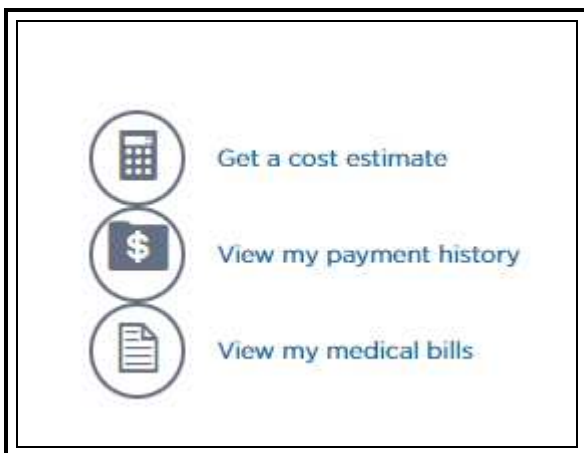 Get a cost estimate
$
View my payment history
View my medical bills